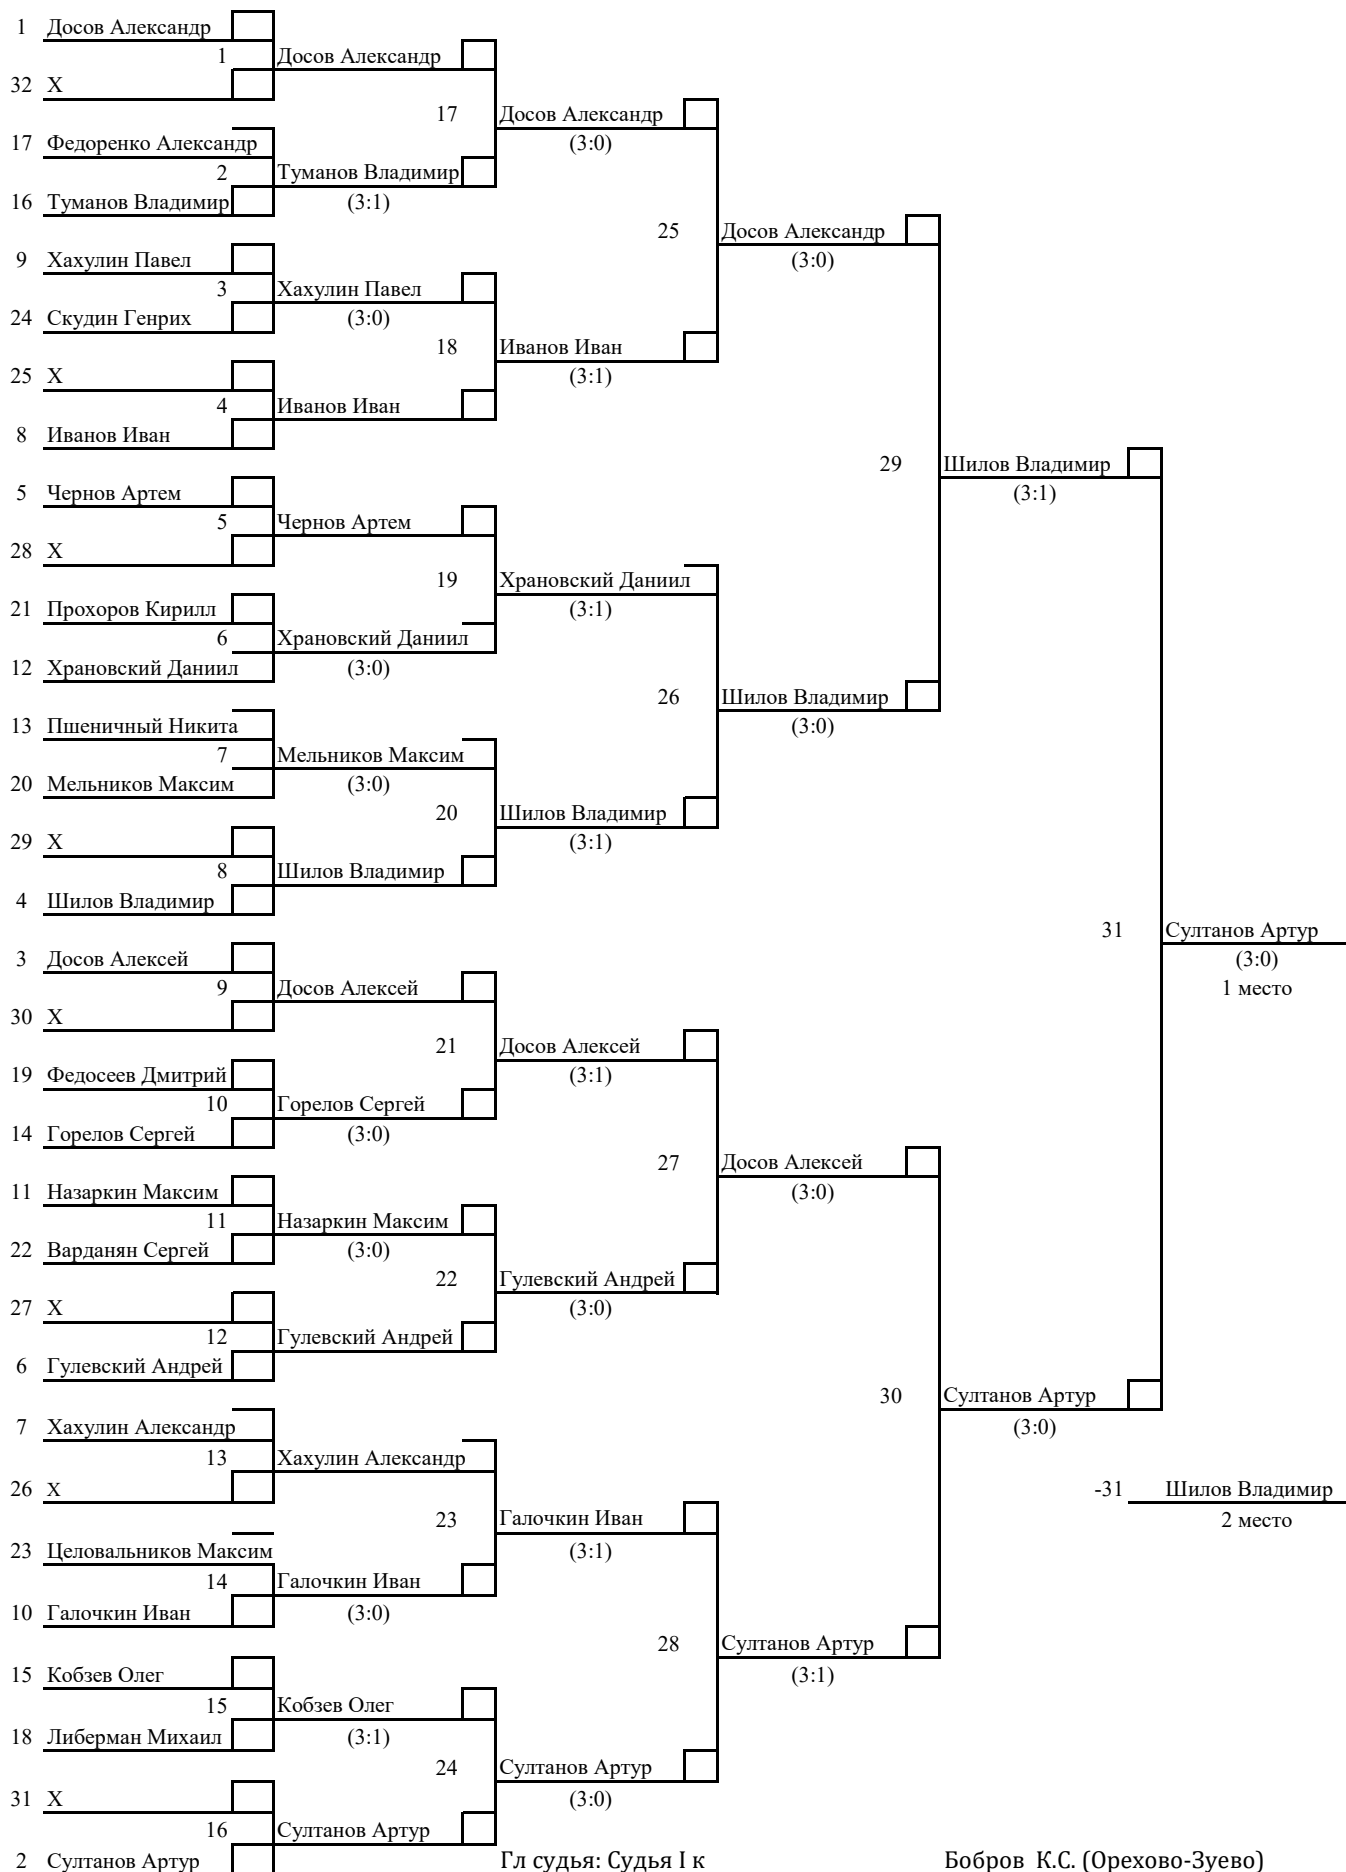 1 Досов Александр
1 Досов Александр
32 X
17 Досов Александр
17 Федоренко Александр (3:0)
2 Туманов Владимир
16 Туманов Владимир (3:1)
25 Досов Александр
9 Хахулин Павел (3:0)
3 Хахулин Павел
24 Скудин Генрих (3:0)
18 Иванов Иван
25 X (3:1)
4 Иванов Иван
8 Иванов Иван
29 Шилов Владимир
5 Чернов Артем (3:1)
5 Чернов Артем
28 X
19 Храновский Даниил
21 Прохоров Кирилл (3:1)
6 Храновский Даниил
12 Храновский Даниил (3:0)
26 Шилов Владимир
13 Пшеничный Никита (3:0)
7 Мельников Максим
20 Мельников Максим (3:0)
20 Шилов Владимир
29 X (3:1)
8 Шилов Владимир
4 Шилов Владимир
31 Султанов Артур
3 Досов Алексей (3:0)
9 Досов Алексей 1 место
30 X
21 Досов Алексей
19 Федосеев Дмитрий (3:1)
10 Горелов Сергей
14 Горелов Сергей (3:0)
27 Досов Алексей
11 Назаркин Максим (3:0)
11 Назаркин Максим
22 Варданян Сергей (3:0)
22 Гулевский Андрей
27 X (3:0)
12 Гулевский Андрей
6 Гулевский Андрей
30 Султанов Артур
7 Хахулин Александр (3:0)
13 Хахулин Александр
26 X -31 Шилов Владимир
23 Галочкин Иван 2 место
23 Целовальников Максим (3:1)
14 Галочкин Иван
10 Галочкин Иван (3:0)
28 Султанов Артур
15 Кобзев Олег (3:1)
15 Кобзев Олег
18 Либерман Михаил (3:1)
24 Султанов Артур
31 X (3:0)
16 Султанов Артур
2 Султанов Артур Гл судья: Судья I к Бобров К.С. (Орехово-Зуево)